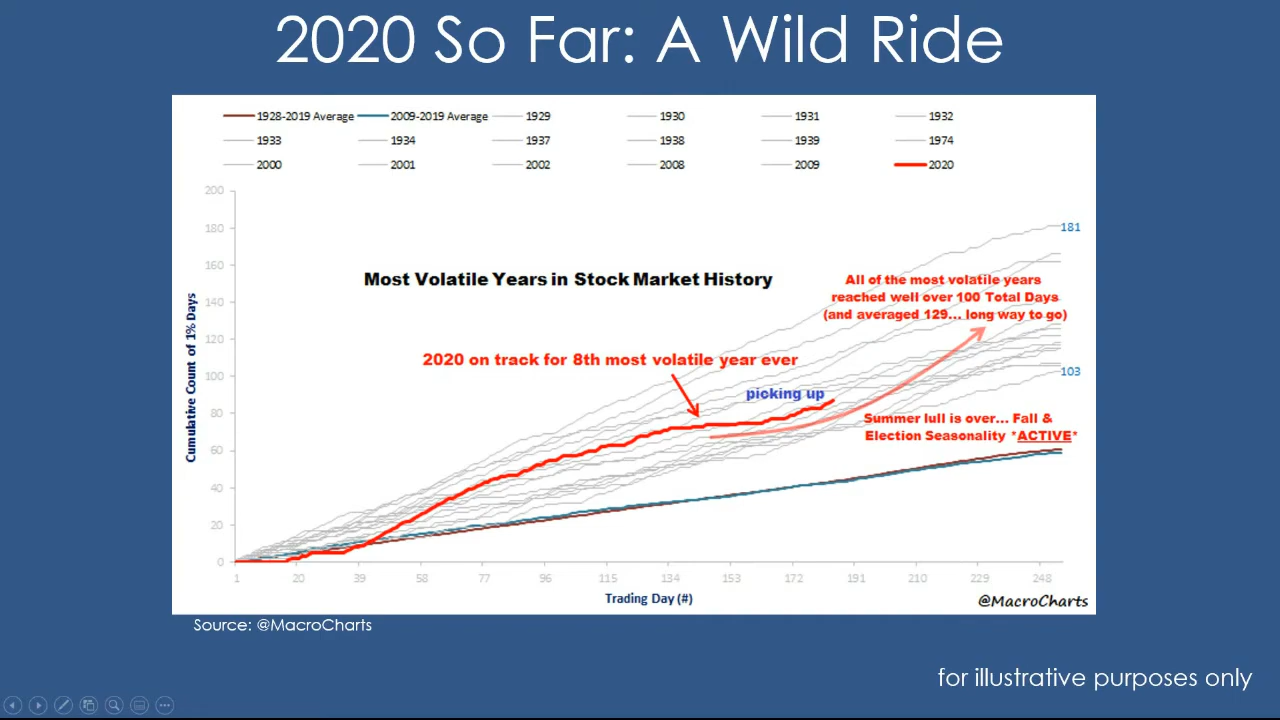 2020 So Far: A Wild Ride
1928-2019 Average 2009-2019 Average 1929 1930 1931 1932
1933 1934 1937 1938 1939 1974
2000 2001 2002 2008 2009 2020
200
180
160
140
120
100
80
60
40
20
0
Cumulative Count of 1% Days
181
Most Volatile Years in Stock Market History
All of the most volatile years
reached well over 100 Total Days
(and averaged 129... long way to go)
2020 on track for 8th most volatile year ever
103
picking up
Summer lull is over... Fall &
Election Seasonality *ACTIVE*
1 20 39 58 77 96 115 134 153 172 191 210 229 248
Trading Day (#)
@MacroCharts
Source: @MacroCharts
for illustrative purposes only